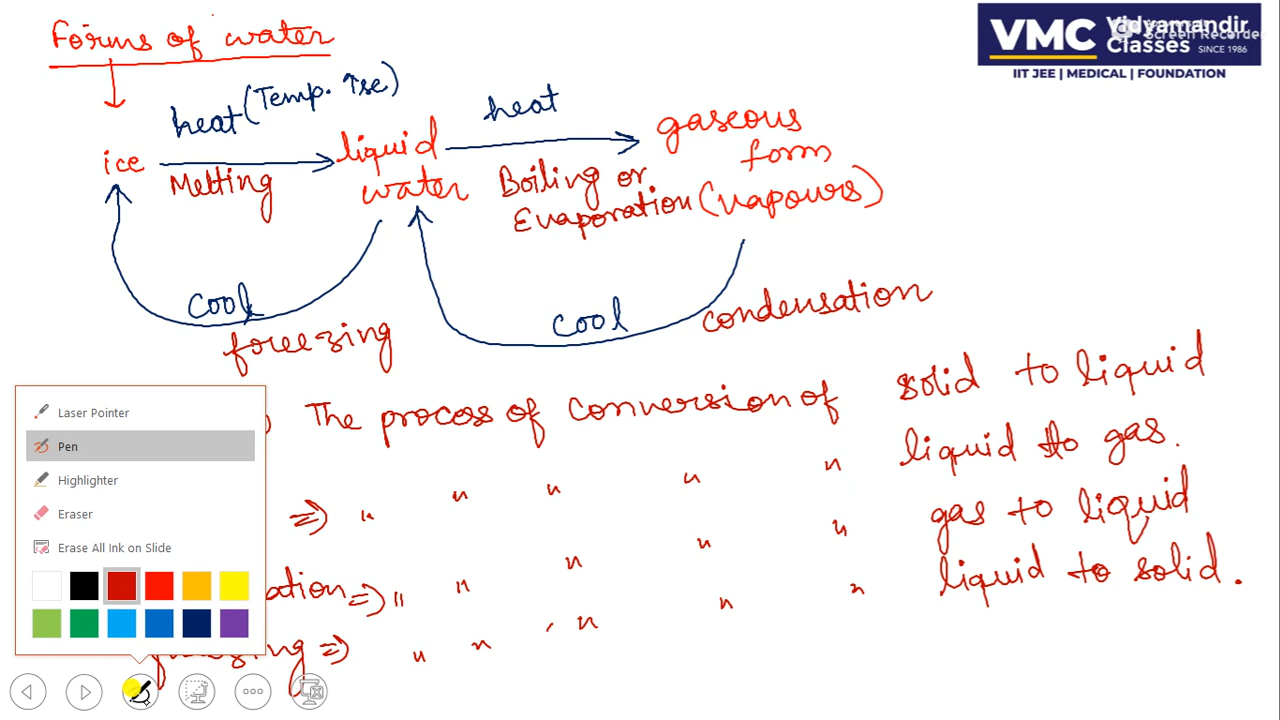 Forms of water
VMC Vidyamandir Classes SINCE 1986
IIT JEE | MEDICAL | FOUNDATION
heat (Temp. ↑se)
heat
ice
liquid water
gaseous form (vapours)
Melting
Boiling or
Evaporation
cool
freezing
cool
condensation
The process of conversion of solid to liquid
Laser Pointer
Pen
Highlighter
Eraser
Erase All Ink on Slide
⇒ " " " " " liquid to gas.
ation ⇒ " " " " " gas to liquid
freezing ⇒ " " " " " liquid to solid.